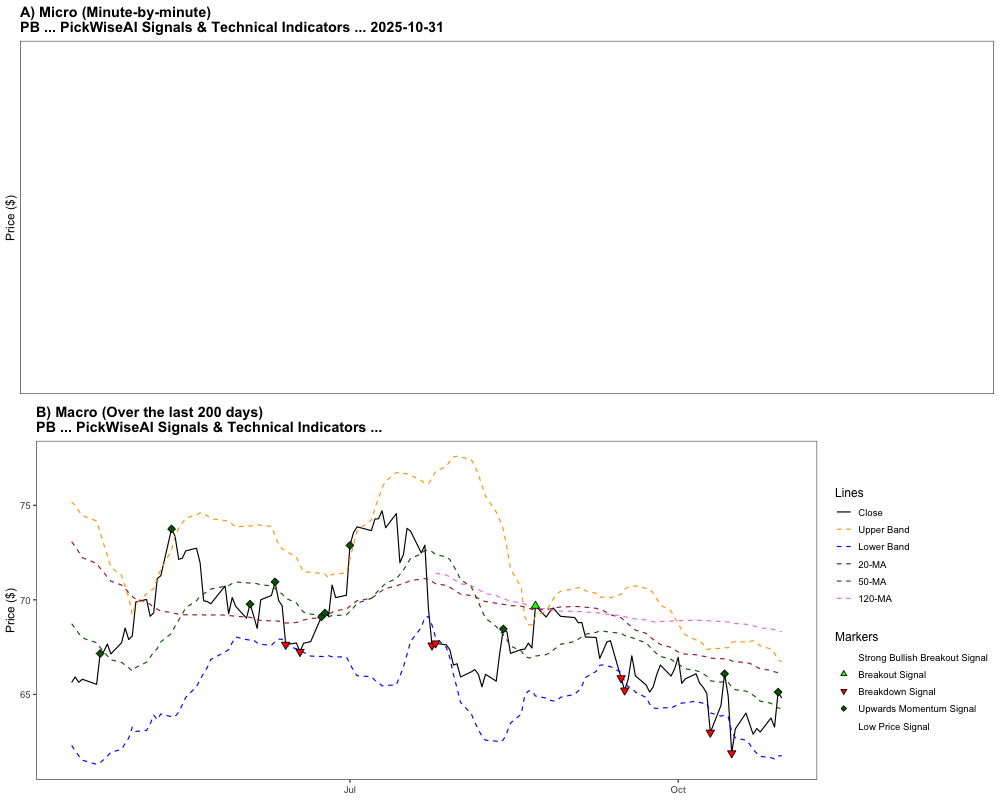 A) Micro (Minute-by-minute)
PB ... PickWiseAI Signals & Technical Indicators ... 2025-10-31
Price ($)
B) Macro (Over the last 200 days)
PB ... PickWiseAI Signals & Technical Indicators ...
Price ($)
75
70
65
Jul
Oct
Lines
Close
Upper Band
Lower Band
20-MA
50-MA
120-MA
Markers
Strong Bullish Breakout Signal
Breakout Signal
Breakdown Signal
Upwards Momentum Signal
Low Price Signal